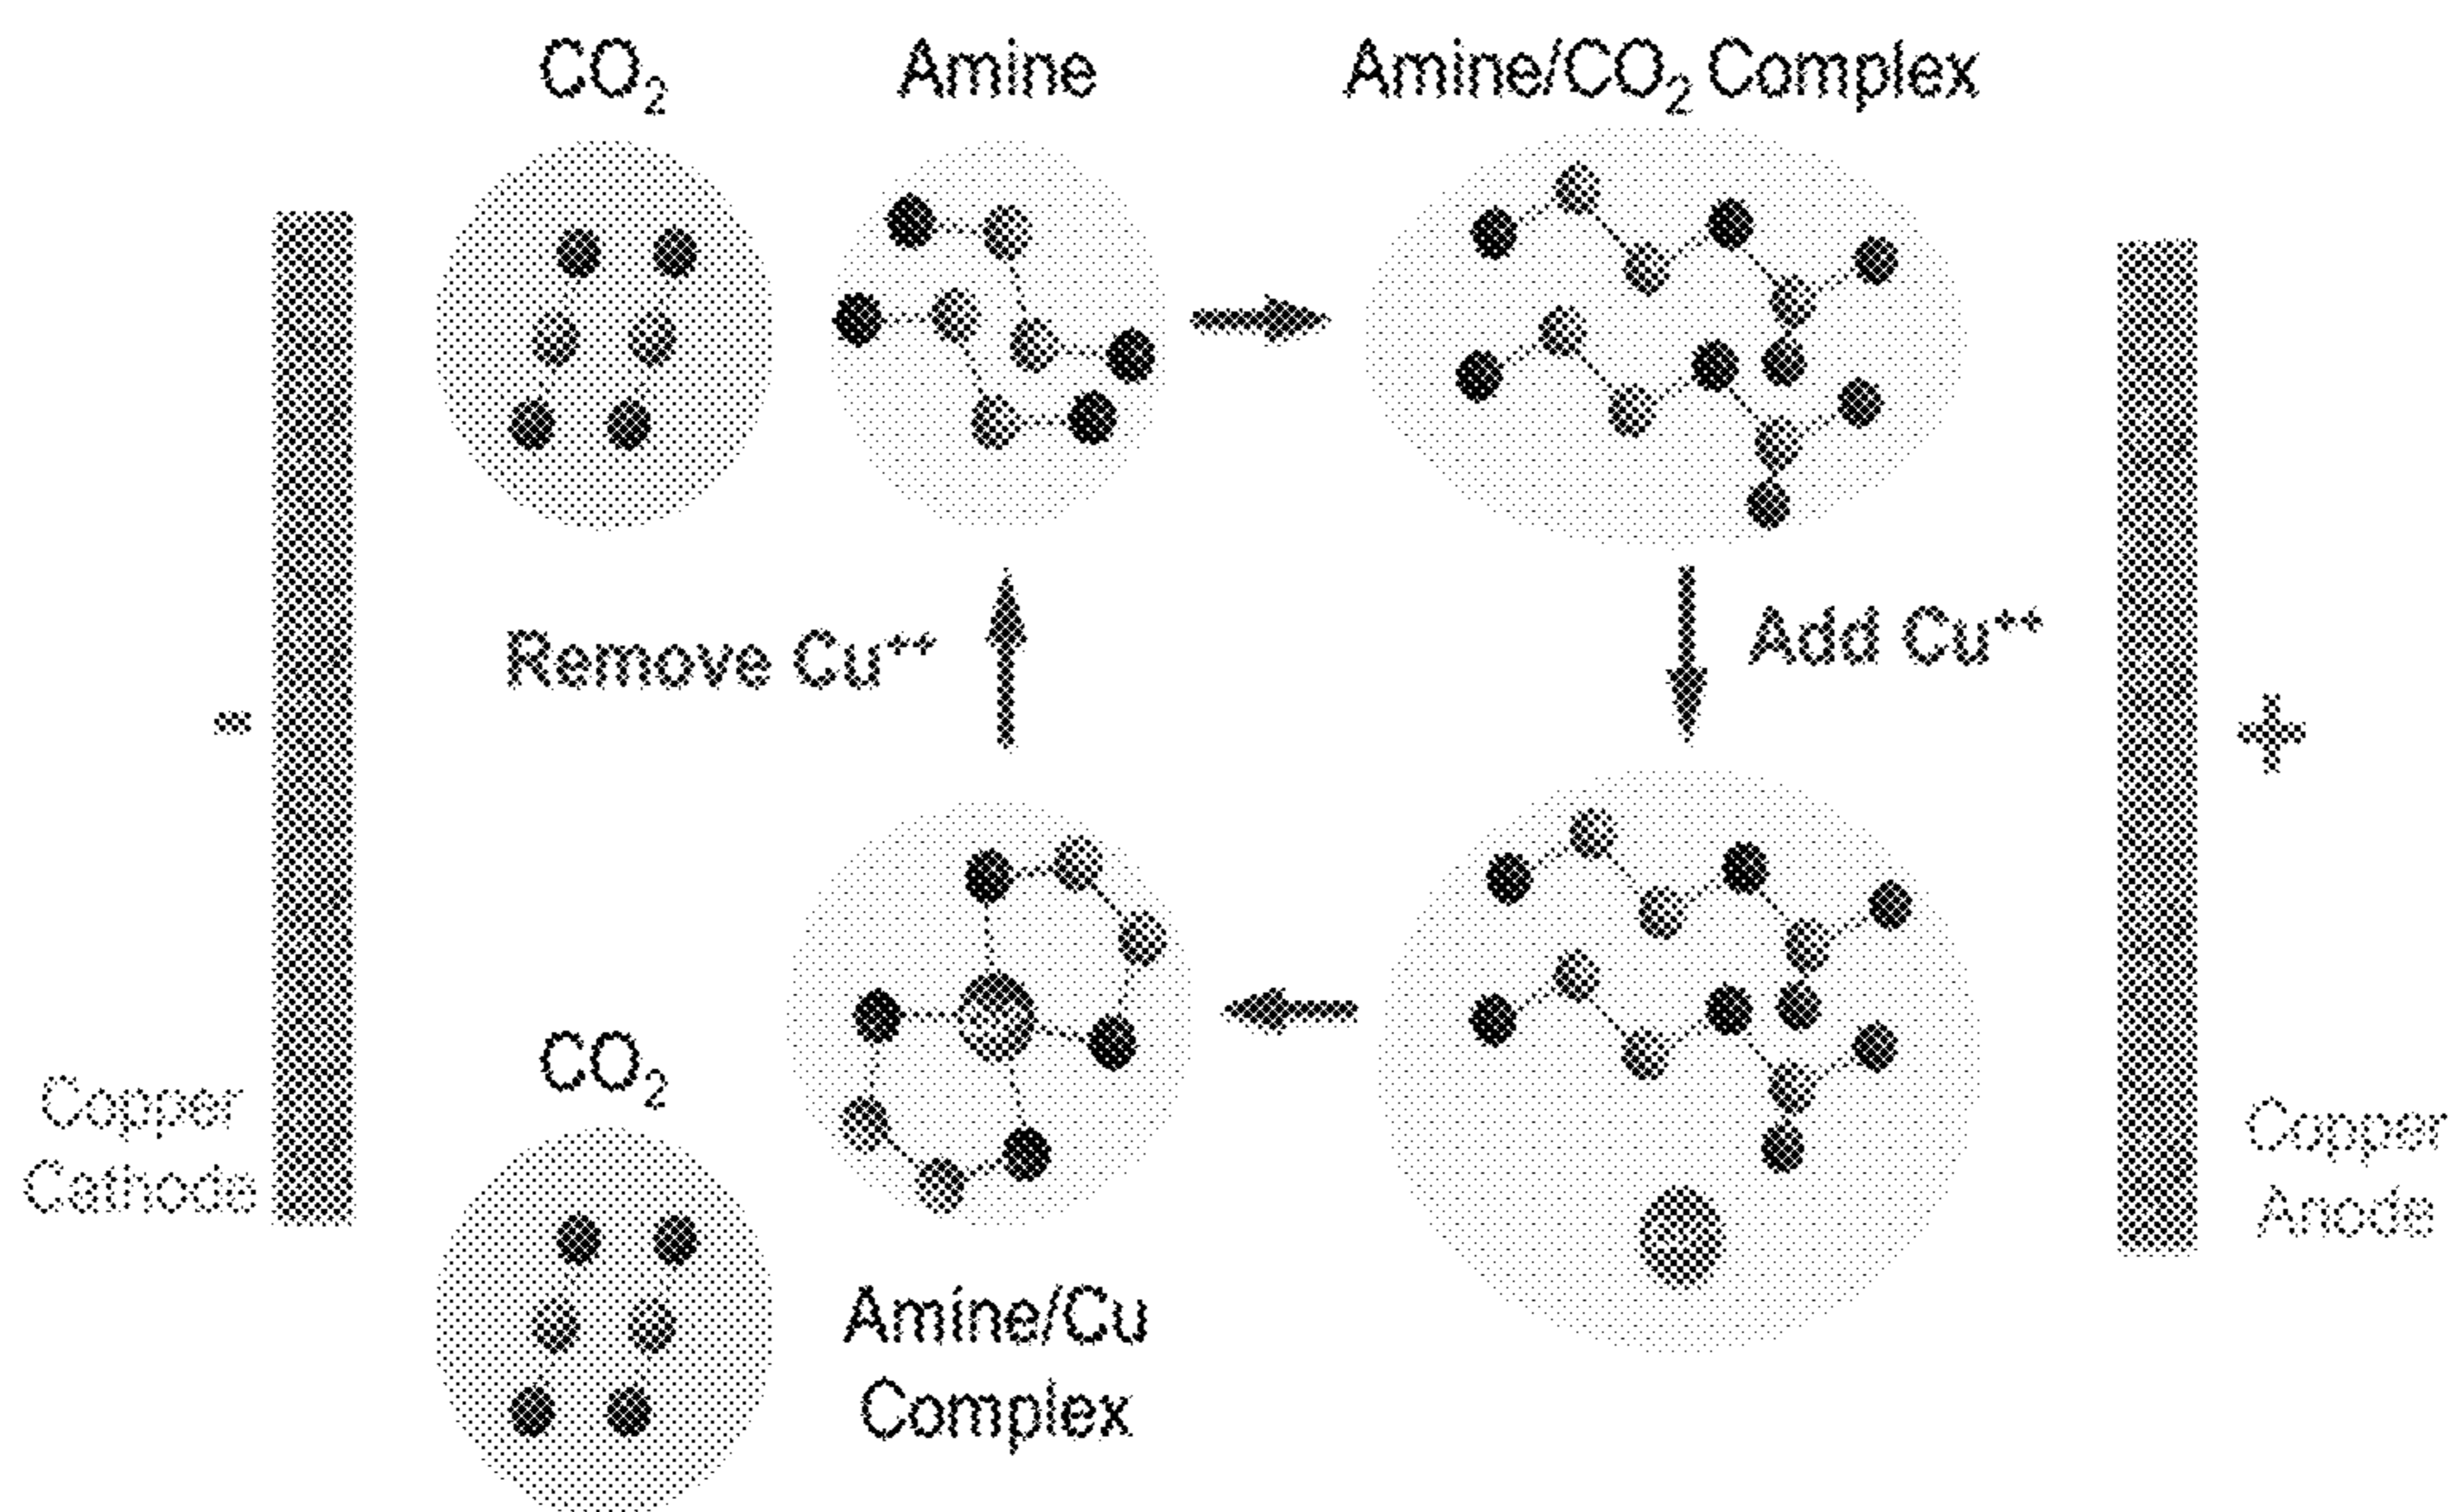 CO₂
Amine
Amine/CO₂ Complex
Remove Cu⁺⁺
Add Cu⁺⁺
-
+
CO₂
Copper
Cathode
Copper
Anode
Amine/Cu
Complex